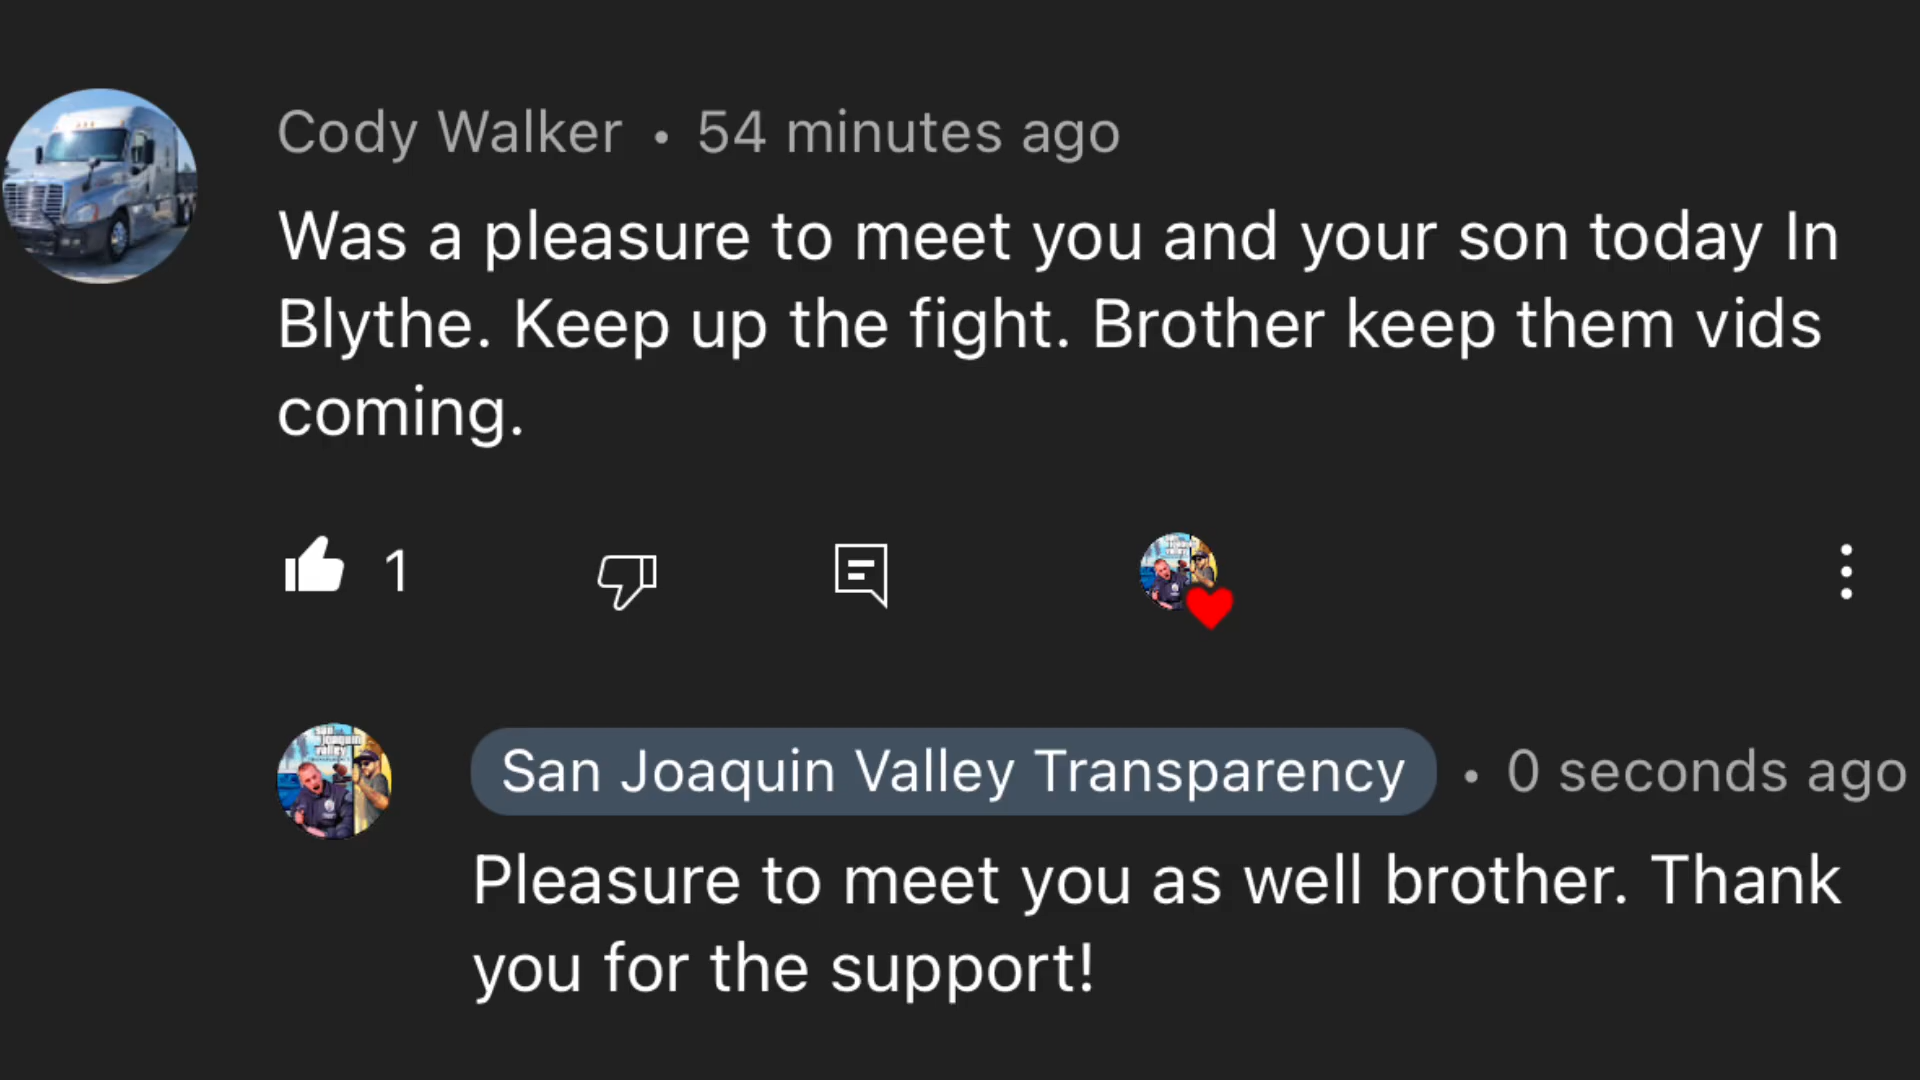 Cody Walker • 54 minutes ago
Was a pleasure to meet you and your son today In
Blythe. Keep up the fight. Brother keep them vids
coming.
1
San Joaquin Valley Transparency • 0 seconds ago
Pleasure to meet you as well brother. Thank
you for the support!